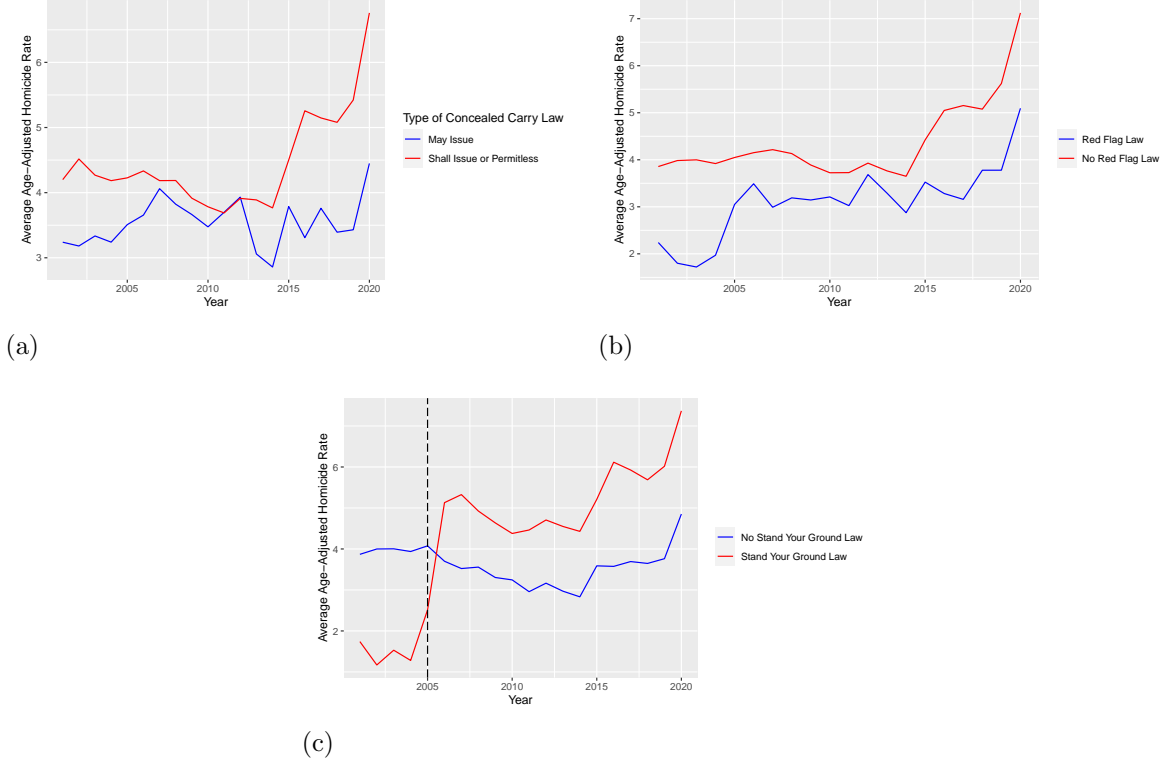 Average Age−Adjusted Homicide Rate
6
5
4
3
2005
2010
2015
2020
Year
Type of Concealed Carry Law
May Issue
Shall Issue or Permitless
(a)
Average Age−Adjusted Homicide Rate
7
6
5
4
3
2
2005
2010
2015
2020
Year
Red Flag Law
No Red Flag Law
(b)
Average Age−Adjusted Homicide Rate
6
4
2
2005
2010
2015
2020
Year
No Stand Your Ground Law
Stand Your Ground Law
(c)